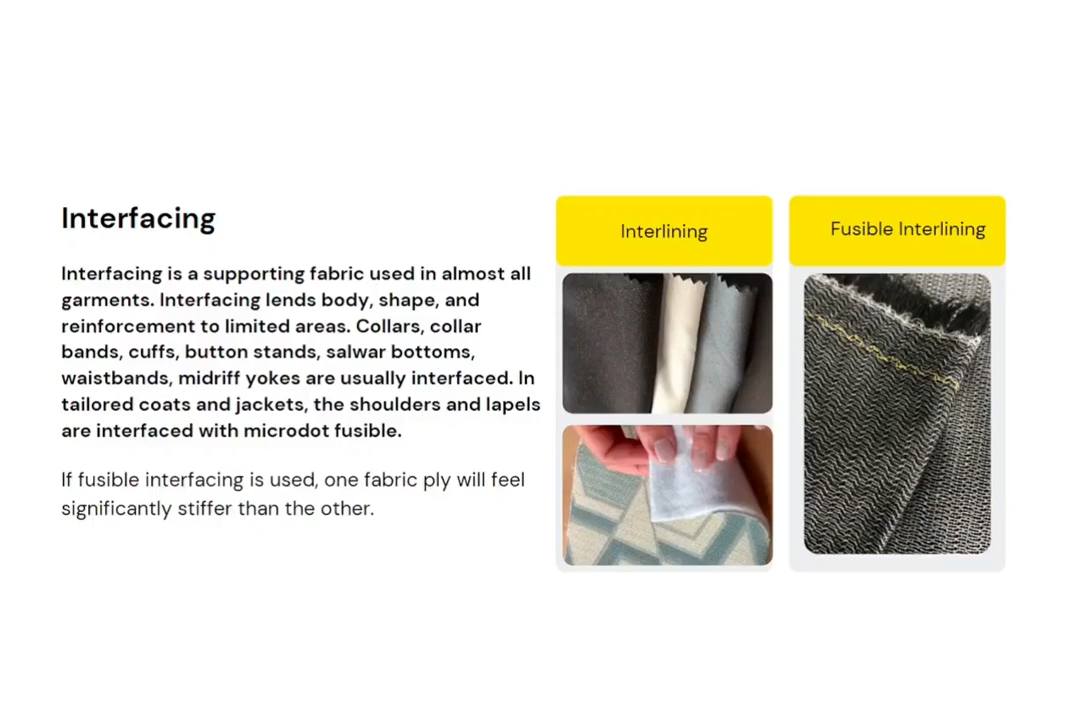 Interfacing
Interfacing is a supporting fabric used in almost all
garments. Interfacing lends body, shape, and
reinforcement to limited areas. Collars, collar
bands, cuffs, button stands, salwar bottoms,
waistbands, midriff yokes are usually interfaced. In
tailored coats and jackets, the shoulders and lapels
are interfaced with microdot fusible.
If fusible interfacing is used, one fabric ply will feel
significantly stiffer than the other.
Interlining
Fusible Interlining